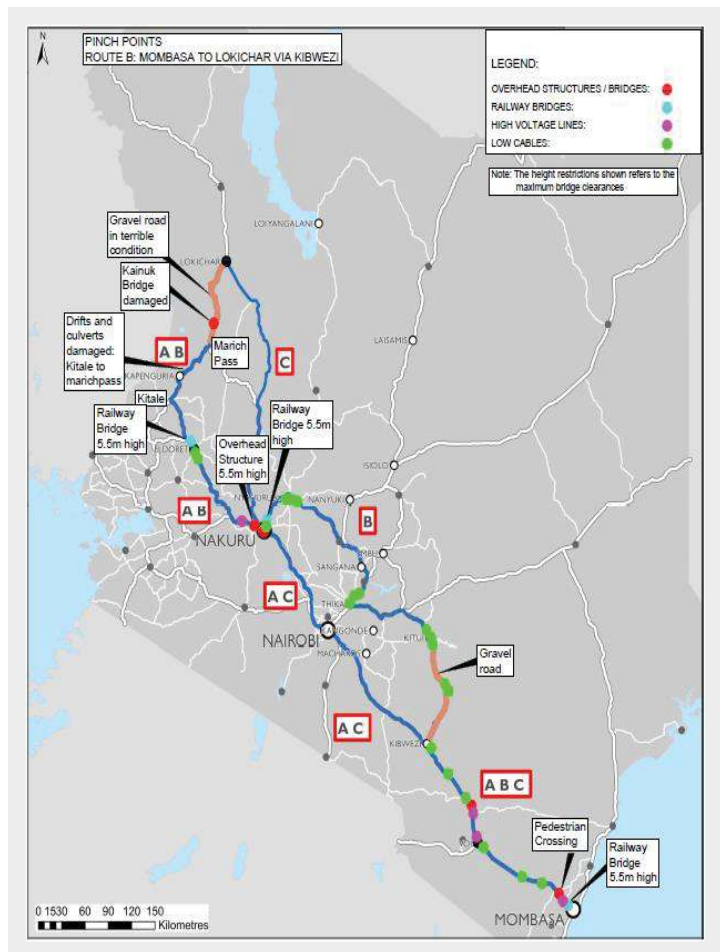 N
PINCH POINTS
ROUTE B: MOMBASA TO LOKICHAR VIA KIBWEZI
LEGEND:
OVERHEAD STRUCTURES / BRIDGES:
RAILWAY BRIDGES:
HIGH VOLTAGE LINES:
LOW CABLES:
Note: The height restrictions shown refers to the
maximum bridge clearances
LOIYANGALANI
Gravel road
in terrible
condition
LOKICHAR
Kainuk
Bridge
damaged
Drifts and
culverts
damaged:
Kitale to
marichpass
A B
Marich
Pass
C
LAISAMIS
KAPENGURIA
Kitale
Railway
Bridge
5.5m high
Overhead
Structure
5.5m high
Railway
Bridge 5.5m
high
ELDORET
ISIOLO
NANYUKI
A B
B
NAKURU
SANGANA
A C
THIKA
NAIROBI
KANGONDE
KITUI
MACHAKOS
Gravel
road
A C
KIBWEZI
A B C
Pedestrian
Crossing
Railway
Bridge
5.5m high
MOMBASA
0 1530 60 90 120 150
Kilometres